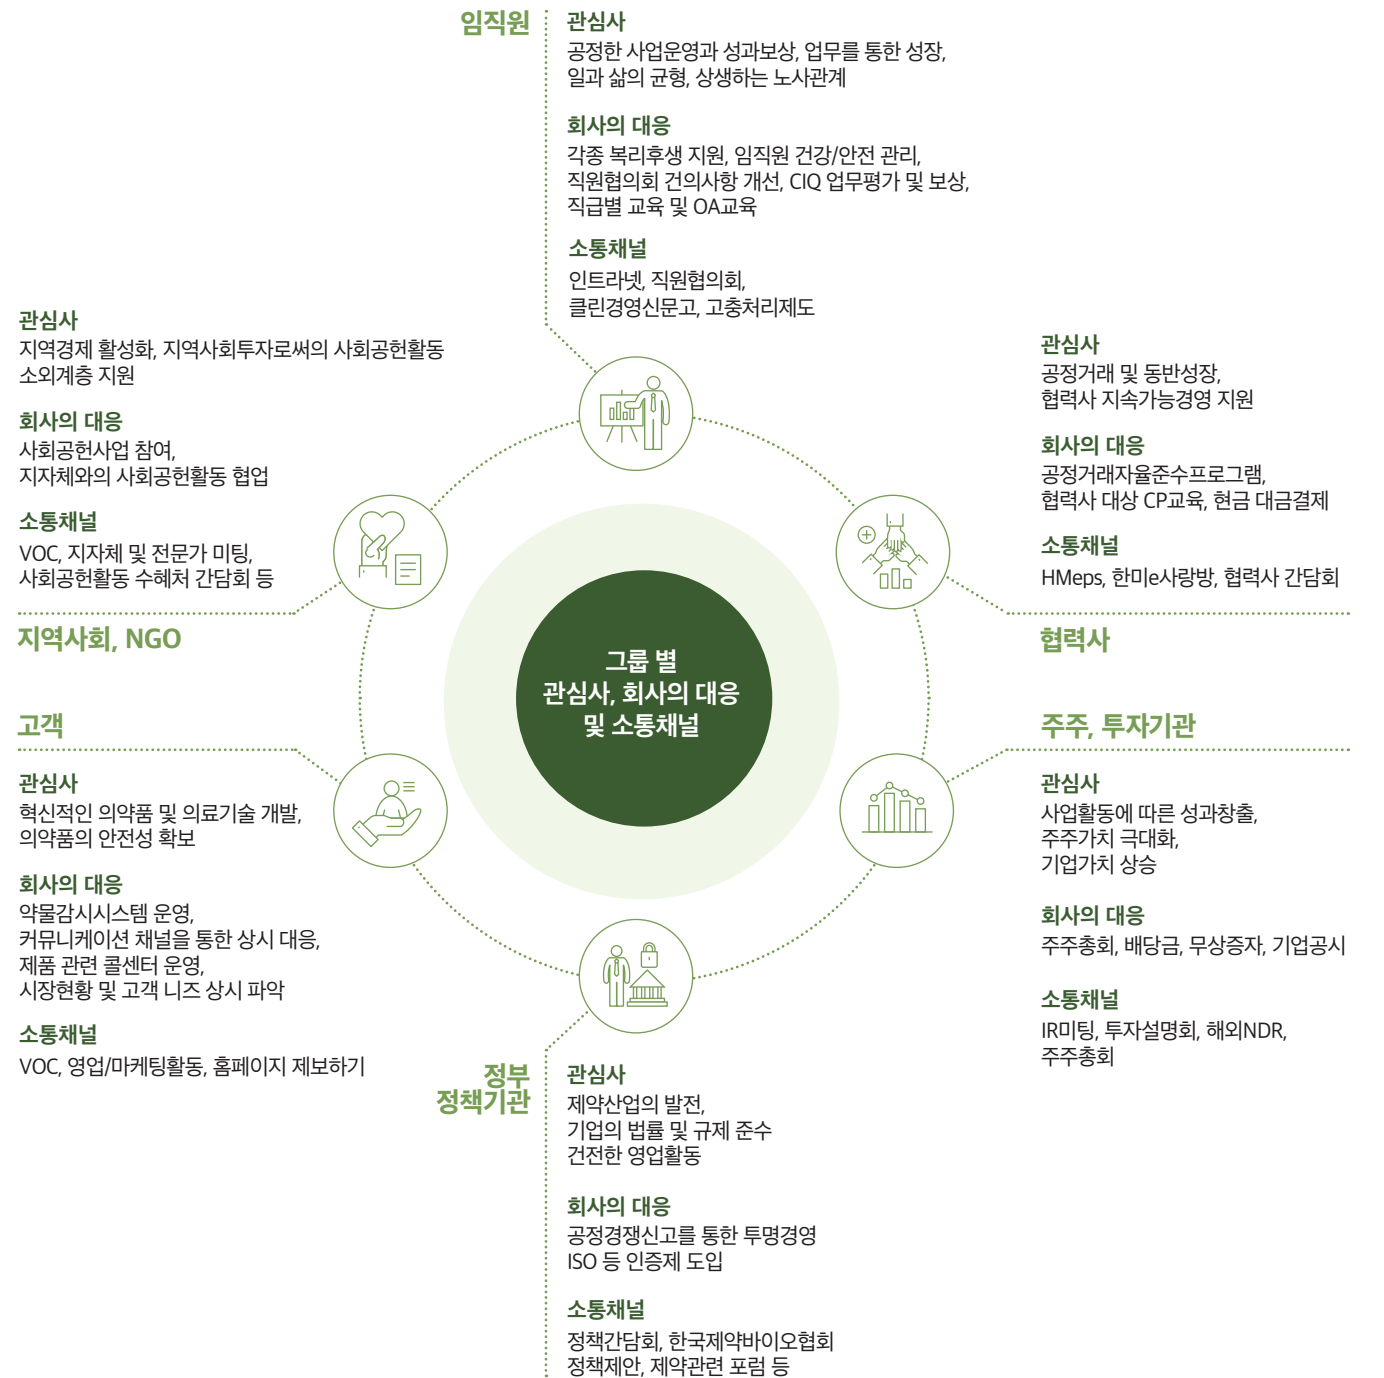 임직원
관심사
공정한 사업운영과 성과보상, 업무를 통한 성장,
일과 삶의 균형, 상생하는 노사관계
회사의 대응
각종 복리후생 지원, 임직원 건강/안전 관리,
직원협의회 건의사항 개선, CIQ 업무평가 및 보상,
직급별 교육 및 OA교육
소통채널
인트라넷, 직원협의회,
클린경영신문고, 고충처리제도
관심사
지역경제 활성화, 지역사회투자로써의 사회공헌활동
소외계층 지원
회사의 대응
사회공헌사업 참여,
지자체와의 사회공헌활동 협업
소통채널
VOC, 지자체 및 전문가 미팅,
사회공헌활동 수혜처 간담회 등
지역사회, NGO
관심사
공정거래 및 동반성장,
협력사 지속가능경영 지원
회사의 대응
공정거래자율준수프로그램,
협력사 대상 CP교육, 현금 대금결제
소통채널
HMeps, 한미e사랑방, 협력사 간담회
협력사
그룹 별
관심사, 회사의 대응
및 소통채널
고객
관심사
혁신적인 의약품 및 의료기술 개발,
의약품의 안전성 확보
회사의 대응
약물감시시스템 운영,
커뮤니케이션 채널을 통한 상시 대응,
제품 관련 콜센터 운영,
시장현황 및 고객 니즈 상시 파악
소통채널
VOC, 영업/마케팅활동, 홈페이지 제보하기
주주, 투자기관
관심사
사업활동에 따른 성과창출,
주주가치 극대화,
기업가치 상승
회사의 대응
주주총회, 배당금, 무상증자, 기업공시
소통채널
IR미팅, 투자설명회, 해외NDR,
주주총회
정부
정책기관
관심사
제약산업의 발전,
기업의 법률 및 규제 준수
건전한 영업활동
회사의 대응
공정경쟁신고를 통한 투명경영
ISO 등 인증제 도입
소통채널
정책간담회, 한국제약바이오협회
정책제안, 제약관련 포럼 등